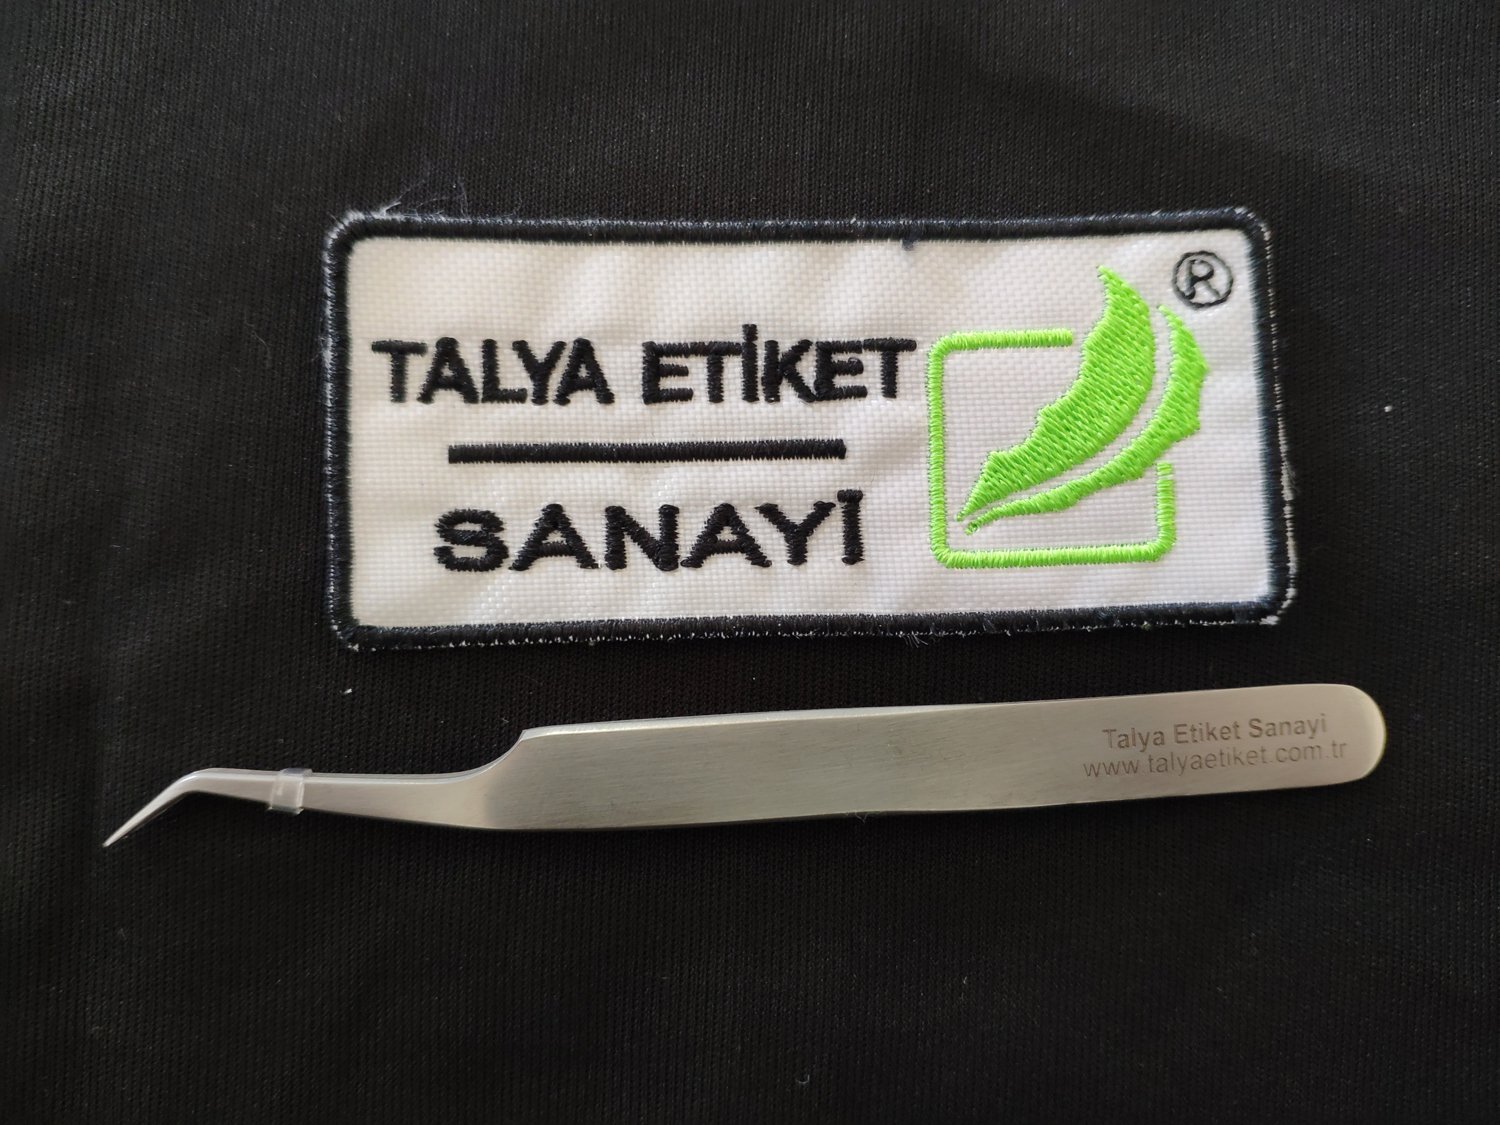 TALYA ETİKET
SANAYİ
®
Talya Etiket Sanayi
www.talyaetiket.com.tr